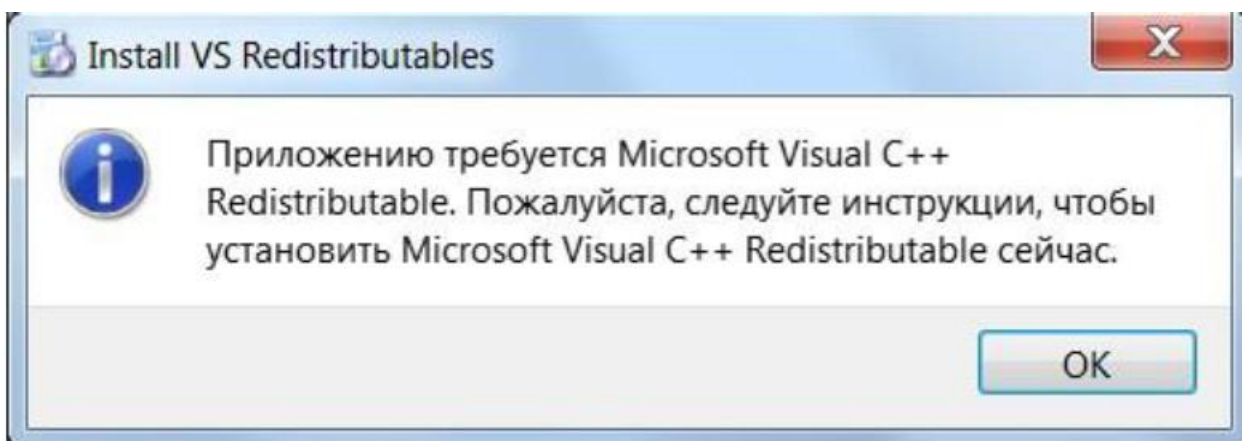 Install VS Redistributables
Приложению требуется Microsoft Visual C++
Redistributable. Пожалуйста, следуйте инструкции, чтобы
установить Microsoft Visual C++ Redistributable сейчас.
OK